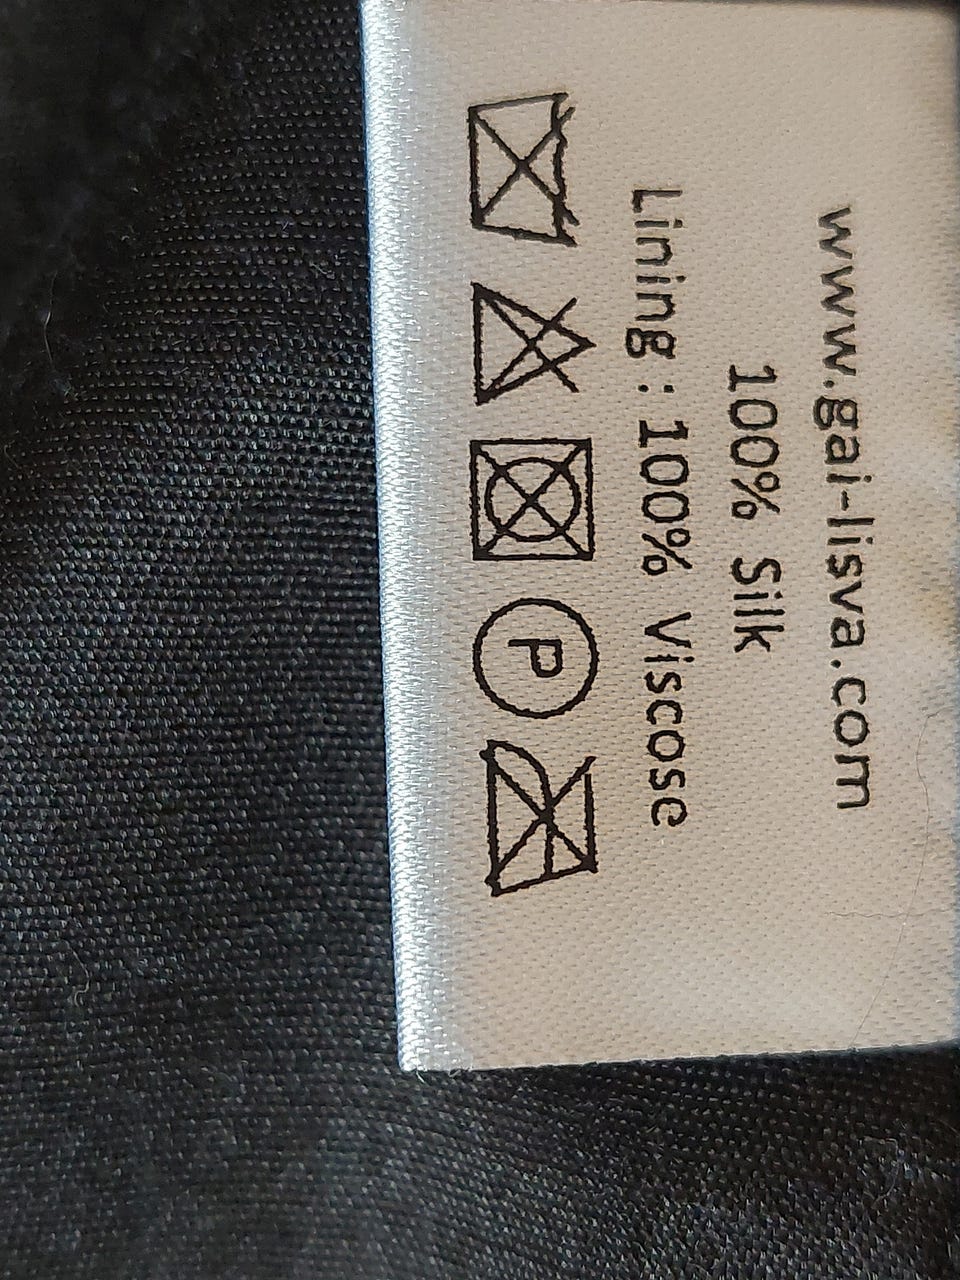 www.gai-lisva.com
100% Silk
Lining : 100% Viscose
P